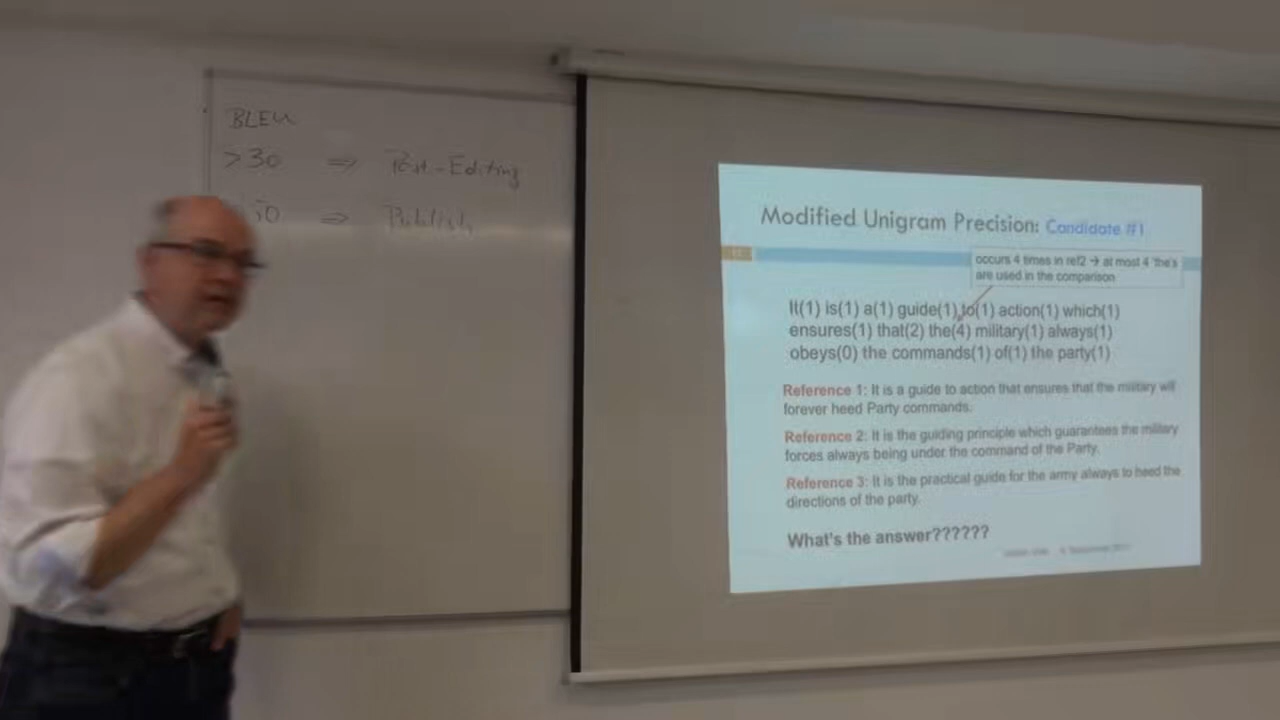 BLEU
>30 ⇒ Post-Editing
50 ⇒ Publish
Modified Unigram Precision: Candidate #1
occurs 4 times in ref2 → at most 4 'the's
are used in the comparison
It(1) is(1) a(1) guide(1) to(1) action(1) which(1)
ensures(1) that(2) the(4) military(1) always(1)
obeys(0) the commands(1) of(1) the party(1)
Reference 1: It is a guide to action that ensures that the military will
forever heed Party commands.
Reference 2: It is the guiding principle which guarantees the military
forces always being under the command of the Party.
Reference 3: It is the practical guide for the army always to heed the
directions of the party.
What's the answer??????